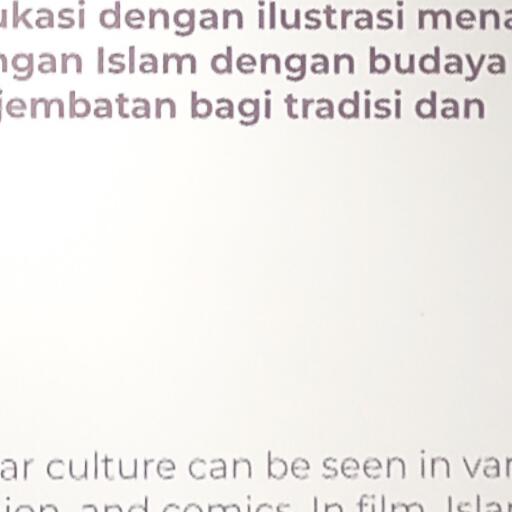 ukasi dengan ilustrasi mena
ngan Islam dengan budaya
jembatan bagi tradisi dan
ar culture can be seen in var
ion, and comics. In film, Islam